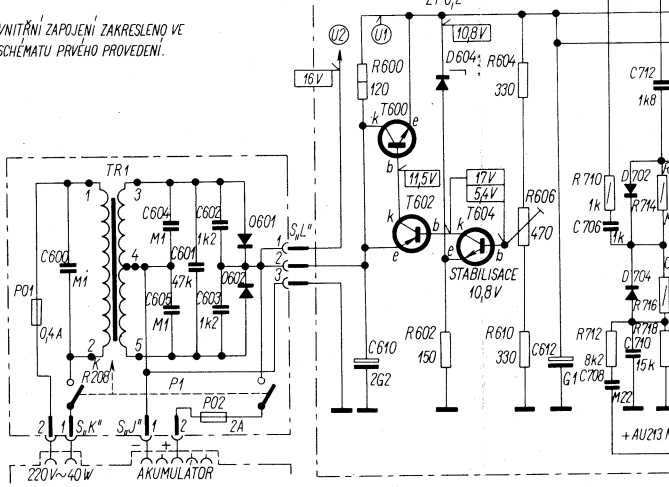 VNITŘNÍ ZAPOJENÍ ZAKRESLENO VE
SCHÉMATU PRVÉHO PROVEDENÍ.
U2
U1
10,8V
16V
R600
120
D604
R604
330
C712
1k8
T600
k
e
b
11,5V
17V
5,4V
T602
k
b
e
T604
k
e
b
R606
470
STABILISACE
10,8V
R710
1k
D702
R714
C706
1k
D704
R716
TR1
1
3
C604
M1
C602
1k2
D601
S„L"
1
2
3
C600
M1
4
C601
47k
D602
P01
0,4A
C605
M1
C603
1k2
2
5
K
R208
P1
P02
2A
C610
2G2
R602
150
R610
330
C612
G1
R712
8k2
R718
C710
15k
C708
M22
2
1
S„K"
S„J"
1
2
−
+
220V~40W
AKUMULÁTOR
+AU213